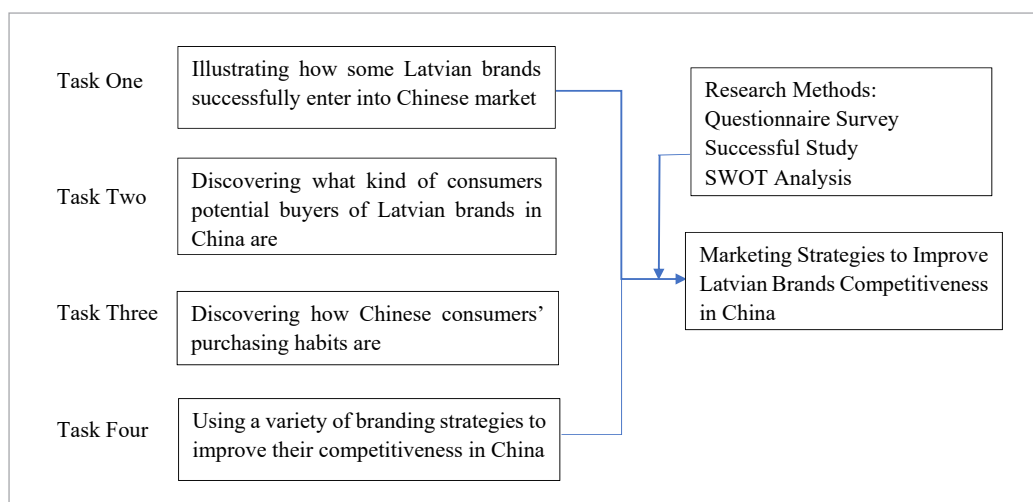 Task One
Illustrating how some Latvian brands
successfully enter into Chinese market
Task Two
Discovering what kind of consumers
potential buyers of Latvian brands in
China are
Task Three
Discovering how Chinese consumers’
purchasing habits are
Task Four
Using a variety of branding strategies to
improve their competitiveness in China
Research Methods:
Questionnaire Survey
Successful Study
SWOT Analysis
Marketing Strategies to Improve
Latvian Brands Competitiveness
in China